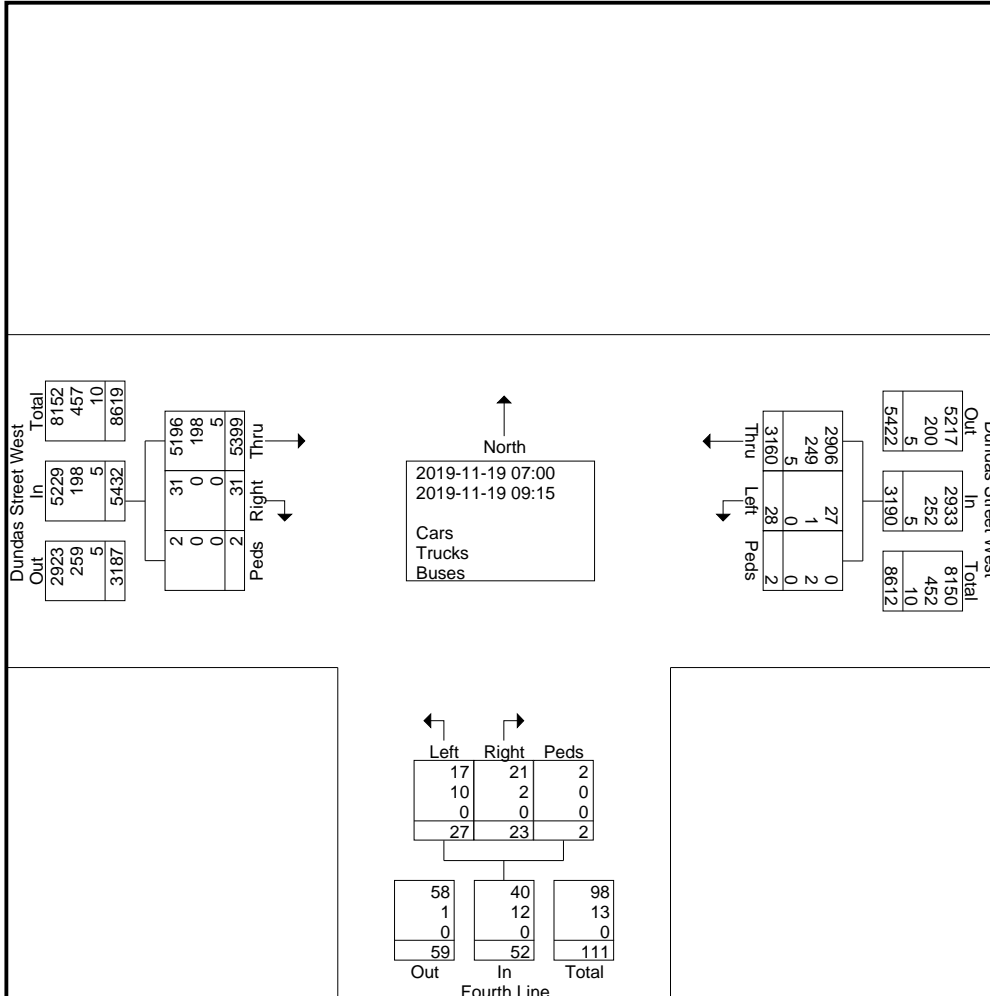 North
2019-11-19 07:00
2019-11-19 09:15
Cars
Trucks
Buses
Dundas Street West
Total
8152
457
10
8619
In
5229
198
5
5432
Out
2923
259
5
3187
Thru
5196
198
5
5399
Right
31
0
0
31
Peds
2
0
0
2
Dundas Street West
Out
5217
200
5
5422
In
2933
252
5
3190
Total
8150
452
10
8612
Thru
2906
249
5
3160
Left
27
1
0
28
Peds
0
2
0
2
Left Right Peds
17 21 2
10 2 0
0 0 0
27 23 2
58 40 98
1 12 13
0 0 0
59 52 111
Out In Total
Fourth Line